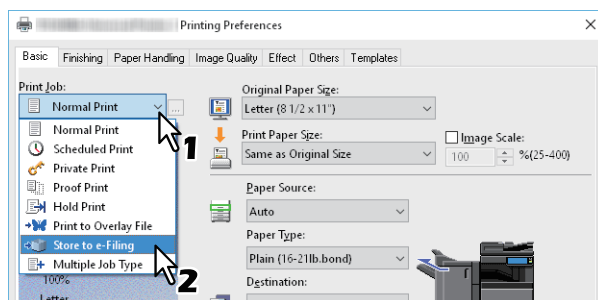 Printing Preferences
Basic Finishing Paper Handling Image Quality Effect Others Templates
Print Job:
Normal Print ...
Normal Print
Scheduled Print
Private Print
Proof Print
Hold Print
Print to Overlay File
Store to e-Filing
Multiple Job Type
100%
Letter
1
2
Original Paper Size:
Letter (8 1/2 x 11")
Print Paper Size:
Same as Original Size
Image Scale:
100 %(25-400)
Paper Source:
Auto
Paper Type:
Plain (16-21lb.bond)
Destination: